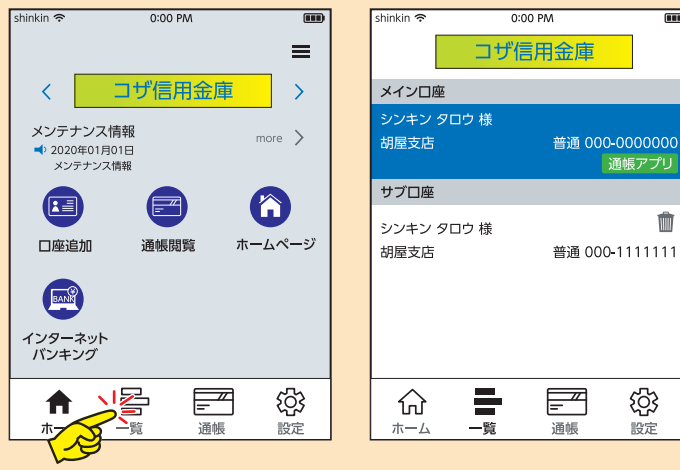 shinkin
0:00 PM
コザ信用金庫
メンテナンス情報
2020年01月01日
メンテナンス情報
more
口座追加
通帳閲覧
ホームページ
BANK
インターネット
バンキング
ホー
一覧
通帳
設定
shinkin
0:00 PM
コザ信用金庫
メイン口座
シンキン タロウ 様
胡屋支店
普通 000-0000000
通帳アプリ
サブ口座
シンキン タロウ 様
胡屋支店
普通 000-1111111
ホーム
一覧
通帳
設定